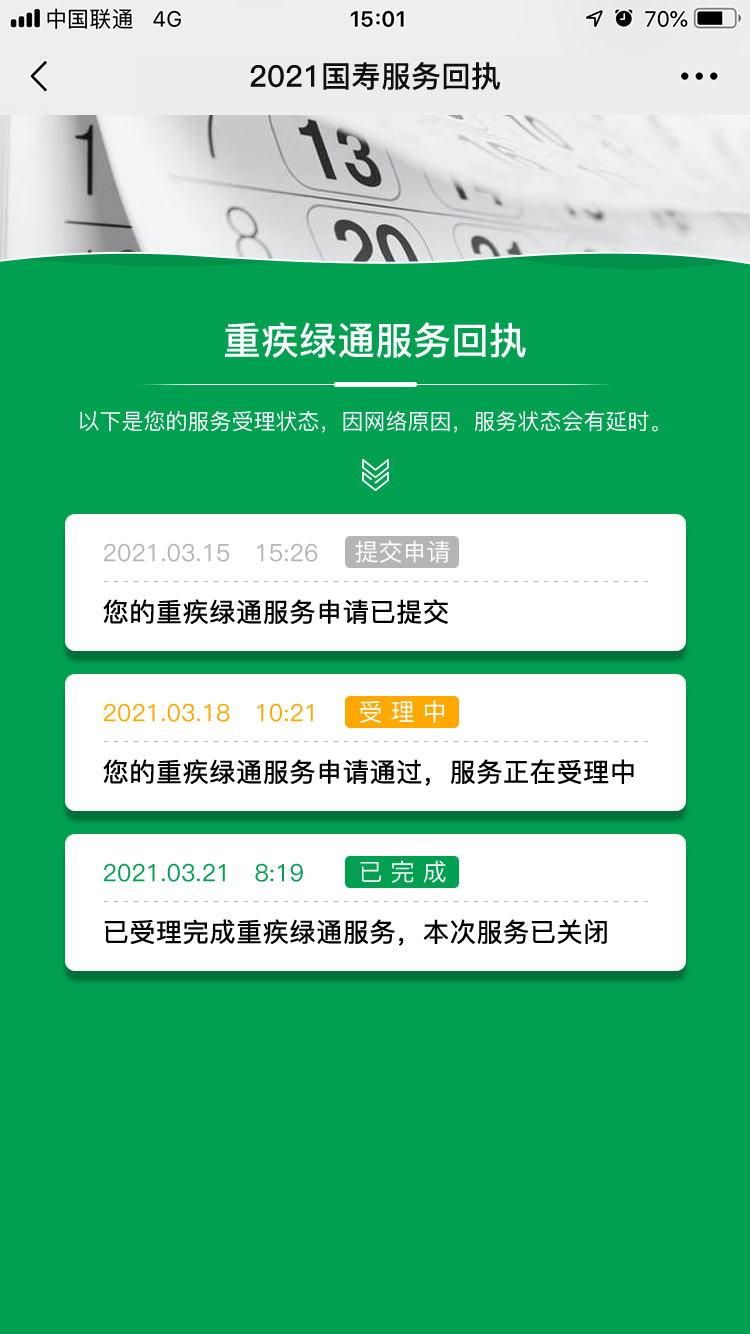 中国联通 4G 15:01 70%
2021国寿服务回执
1 7 13
8 20 21
重疾绿通服务回执
以下是您的服务受理状态，因网络原因，服务状态会有延时。
2021.03.15 15:26 提交申请
您的重疾绿通服务申请已提交
2021.03.18 10:21 受理中
您的重疾绿通服务申请通过，服务正在受理中
2021.03.21 8:19 已完成
已受理完成重疾绿通服务，本次服务已关闭